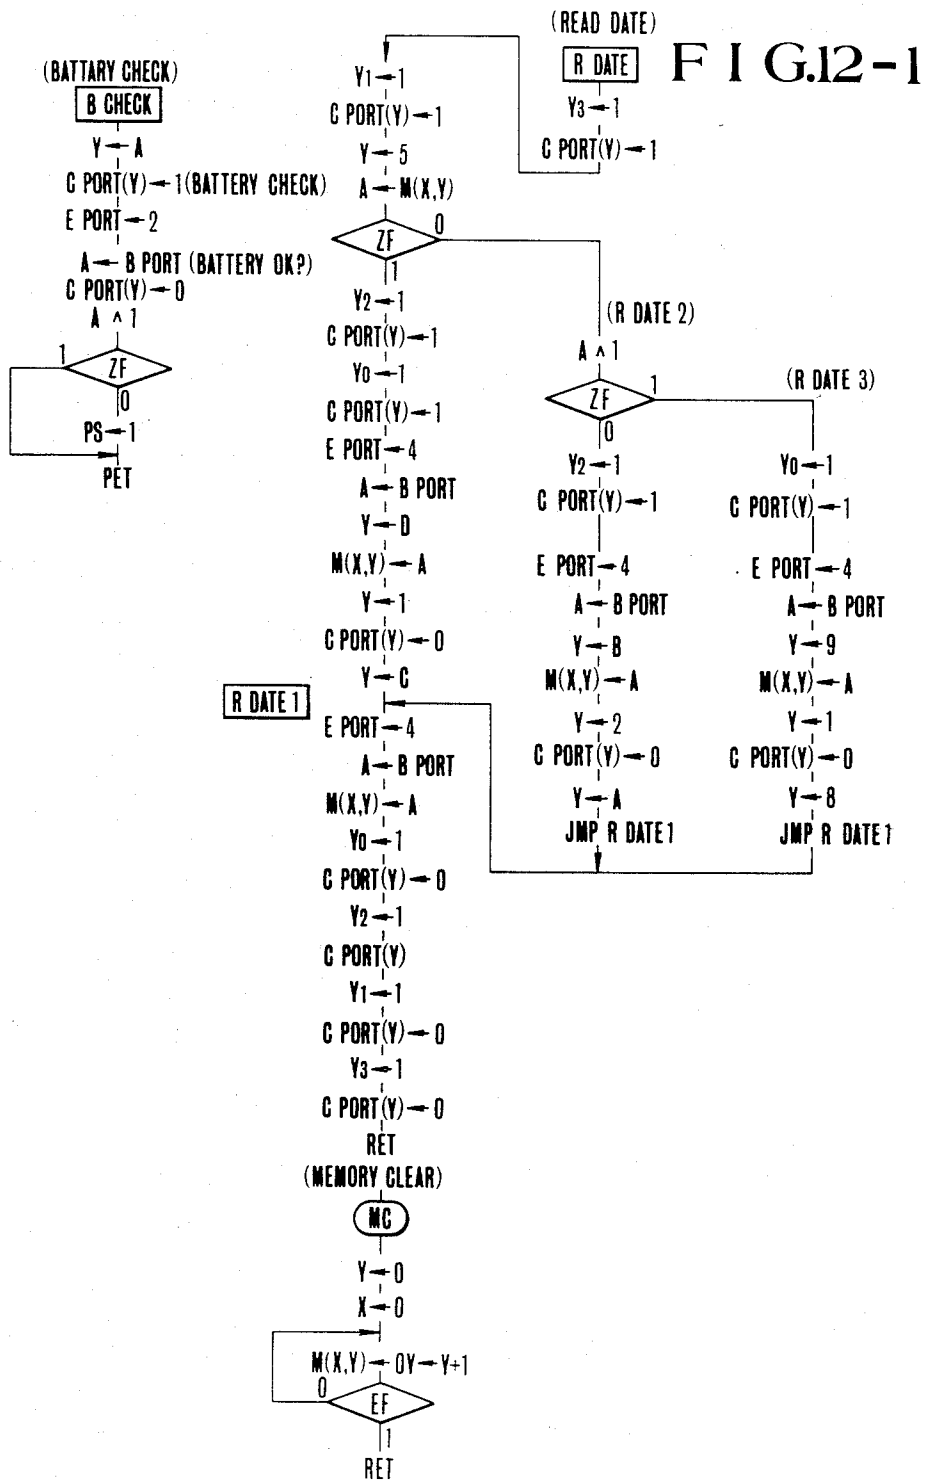 FIG.12-1
(BATTARY CHECK)
B CHECK
Y←A
C PORT(Y)←1(BATTERY CHECK)
E PORT←2
A←B PORT (BATTERY OK?)
C PORT(Y)←0
A ∧ 1
1
ZF
0
PS←1
PET
(READ DATE)
R DATE
Y3←1
C PORT(Y)←1
Y1←1
C PORT(Y)←1
Y←5
A←M(X,Y)
0
ZF
1
Y2←1
C PORT(Y)←1
Y0←1
C PORT(Y)←1
E PORT←4
A←B PORT
Y←D
M(X,Y)←A
Y←1
C PORT(Y)←0
Y←C
R DATE 1
E PORT←4
A←B PORT
M(X,Y)←A
Y0←1
C PORT(Y)←0
Y2←1
C PORT(Y)
Y1←1
C PORT(Y)←0
Y3←1
C PORT(Y)←0
RET
(R DATE 2)
A ∧ 1
1
ZF
0
Y2←1
C PORT(Y)←1
E PORT←4
A←B PORT
Y←B
M(X,Y)←A
Y←2
C PORT(Y)←0
Y←A
JMP R DATE1
(R DATE 3)
Y0←1
C PORT(Y)←1
E PORT←4
A←B PORT
Y←9
M(X,Y)←A
Y←1
C PORT(Y)←0
Y←8
JMP R DATE1
(MEMORY CLEAR)
MC
Y←0
X←0
M(X,Y)←0Y←Y+1
0
EF
1
RET